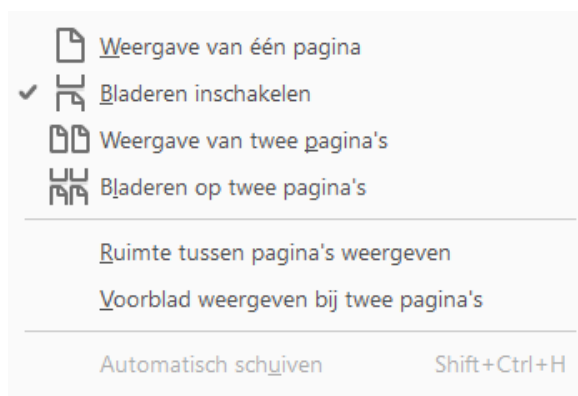 Weergave van één pagina
Bladeren inschakelen
Weergave van twee pagina's
Bladeren op twee pagina's
Ruimte tussen pagina's weergeven
Voorblad weergeven bij twee pagina's
Automatisch schuiven Shift+Ctrl+H